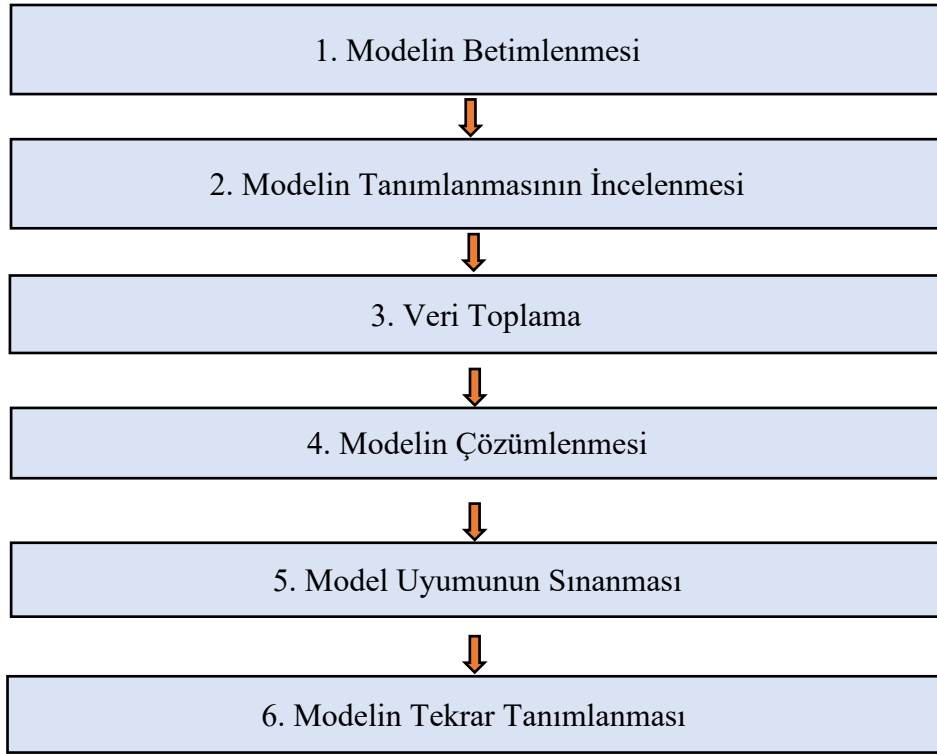 1. Modelin Betimlenmesi
2. Modelin Tanımlanmasının İncelenmesi
3. Veri Toplama
4. Modelin Çözümlenmesi
5. Model Uyumunun Sınanması
6. Modelin Tekrar Tanımlanması